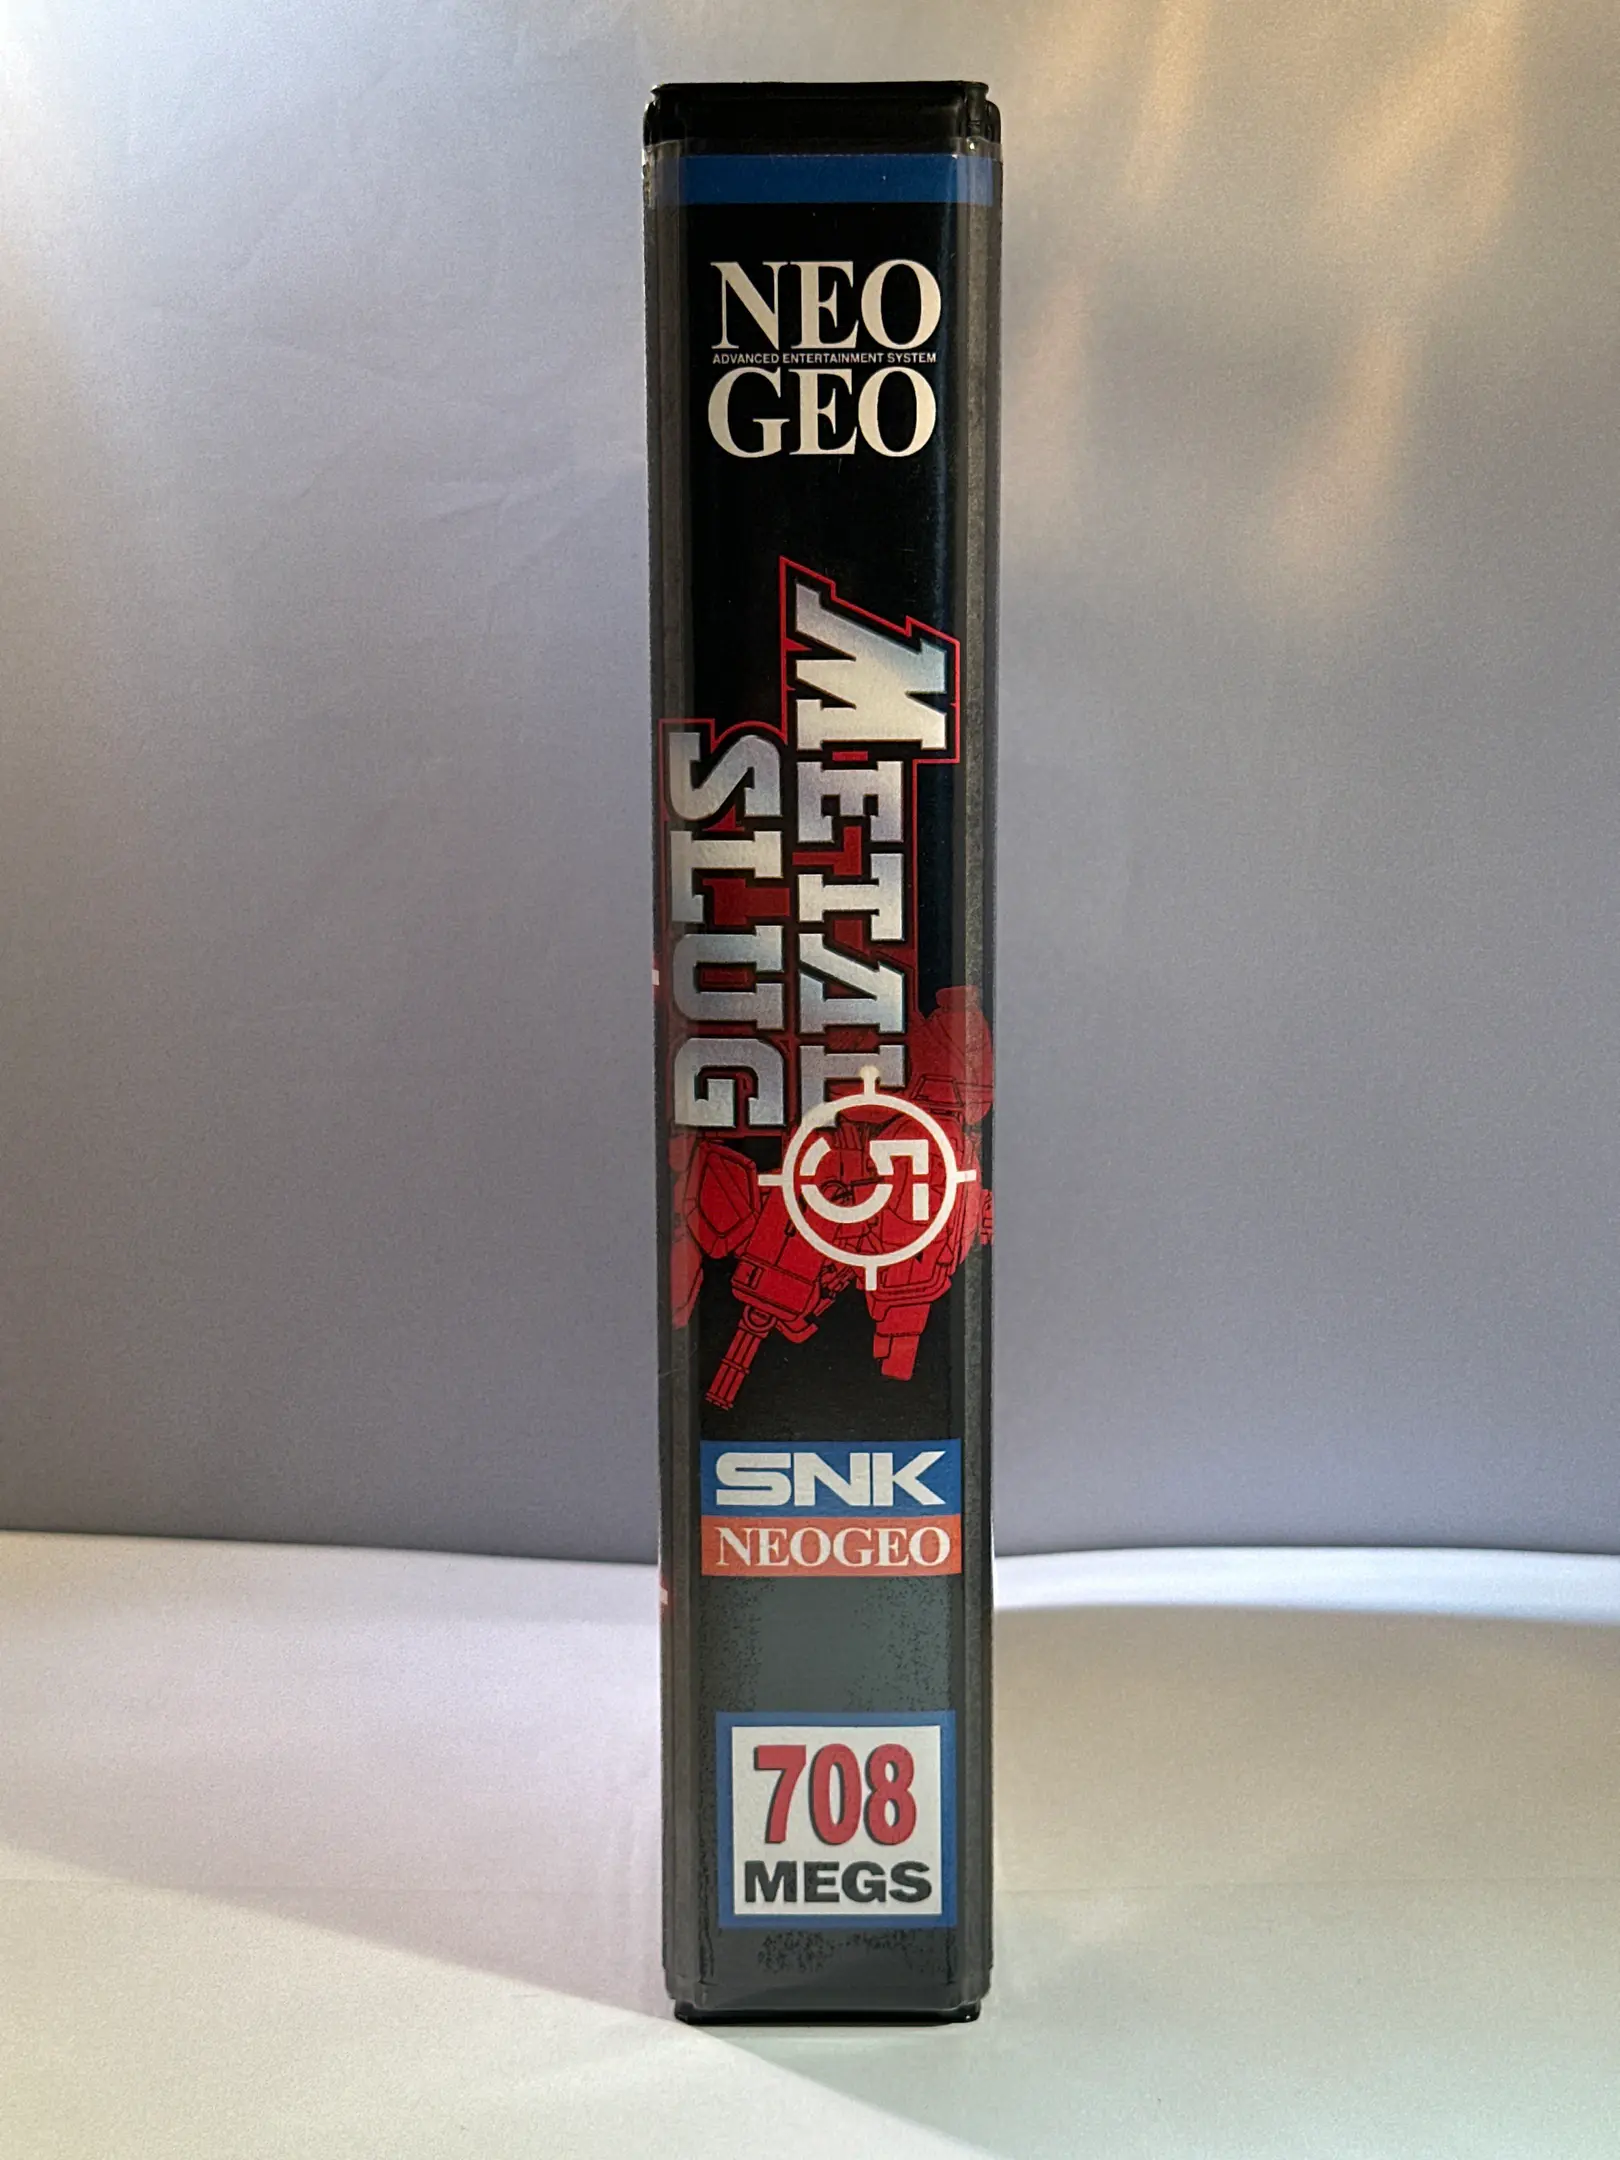 NEO
ADVANCED ENTERTAINMENT SYSTEM
GEO
METAL
SLUG
5
SNK
NEOGEO
708
MEGS